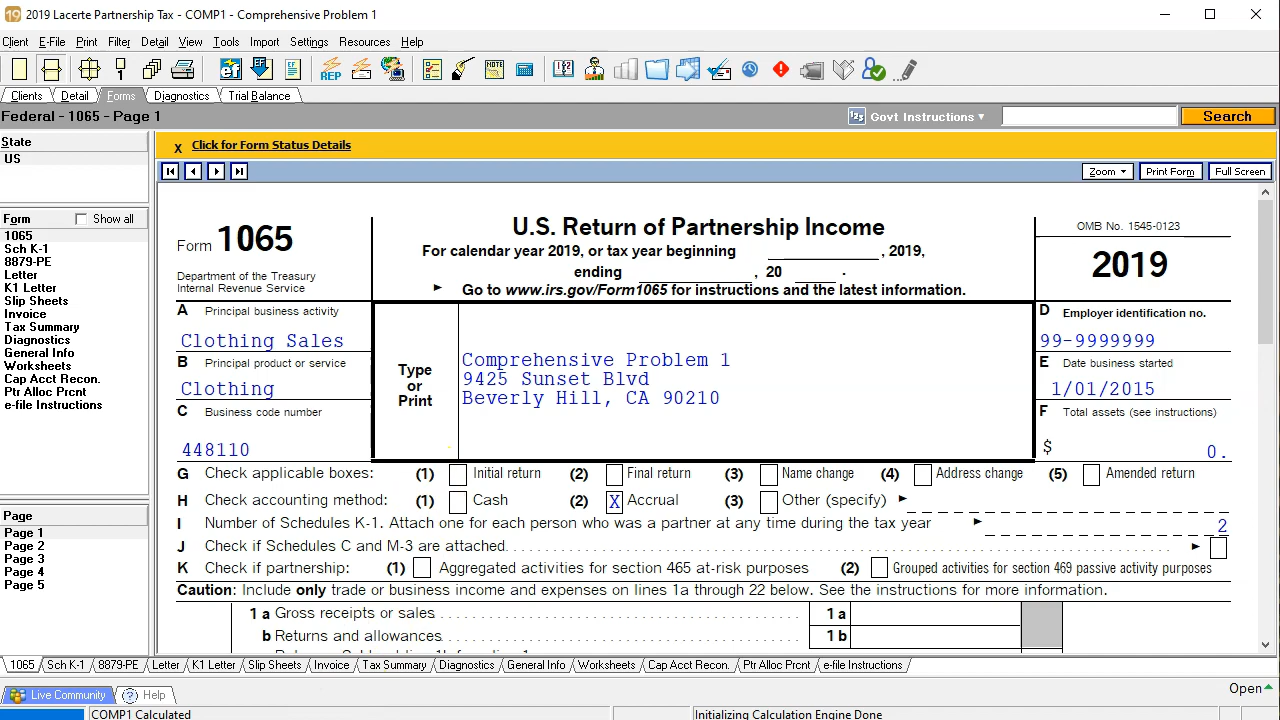 2019 Lacerte Partnership Tax - COMP1 - Comprehensive Problem 1
Client E-File Print Filter Detail View Tools Import Settings Resources Help
Clients Detail Forms Diagnostics Trial Balance
Federal - 1065 - Page 1
Govt Instructions
Search
State
US
Form Show all
1065
Sch K-1
8879-PE
Letter
K1 Letter
Slip Sheets
Invoice
Tax Summary
Diagnostics
General Info
Worksheets
Cap Acct Recon.
Ptr Alloc Prcnt
e-file Instructions
Page
Page 1
Page 2
Page 3
Page 4
Page 5
X Click for Form Status Details
Zoom Print Form Full Screen
Form 1065
Department of the Treasury
Internal Revenue Service
U.S. Return of Partnership Income
For calendar year 2019, or tax year beginning , 2019,
ending , 20 .
Go to www.irs.gov/Form1065 for instructions and the latest information.
OMB No. 1545-0123
2019
A Principal business activity
Clothing Sales
B Principal product or service
Clothing
C Business code number
448110
Type
or
Print
Comprehensive Problem 1
9425 Sunset Blvd
Beverly Hill, CA 90210
D Employer identification no.
99-9999999
E Date business started
1/01/2015
F Total assets (see instructions)
$ 0.
G Check applicable boxes: (1) Initial return (2) Final return (3) Name change (4) Address change (5) Amended return
H Check accounting method: (1) Cash (2) X Accrual (3) Other (specify)
I Number of Schedules K-1. Attach one for each person who was a partner at any time during the tax year 2
J Check if Schedules C and M-3 are attached
K Check if partnership: (1) Aggregated activities for section 465 at-risk purposes (2) Grouped activities for section 469 passive activity purposes
Caution: Include only trade or business income and expenses on lines 1a through 22 below. See the instructions for more information.
1 a Gross receipts or sales 1 a
b Returns and allowances 1 b
1065 Sch K-1 8879-PE Letter K1 Letter Slip Sheets Invoice Tax Summary Diagnostics General Info Worksheets Cap Acct Recon. Ptr Alloc Prcnt e-file Instructions
Live Community Help
Open
COMP1 Calculated
Initializing Calculation Engine Done